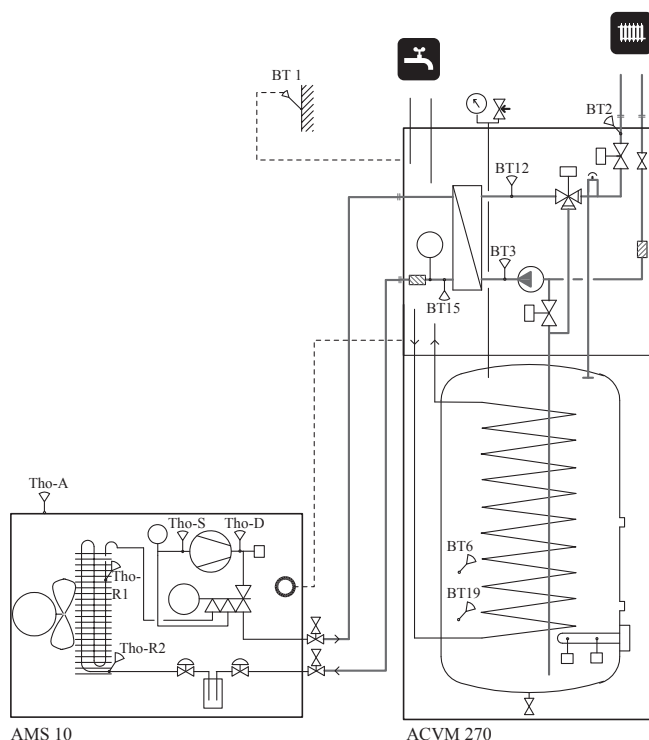 BT 1
BT2
BT12
BT3
BT15
Tho-A
Tho-S
Tho-D
Tho-
R1
BT6
BT19
Tho-R2
AMS 10
ACVM 270